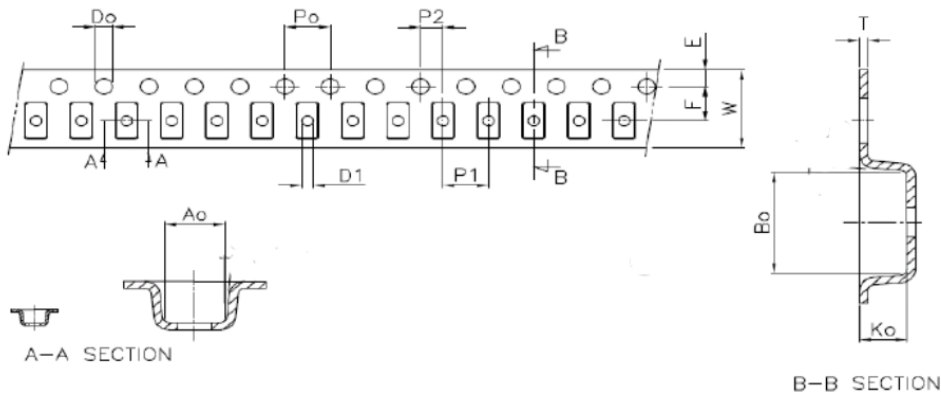 Do
Po
P2
B
T
E
F
W
A
A
D1
P1
B
Ao
Bo
Ko
A-A SECTION
B-B SECTION